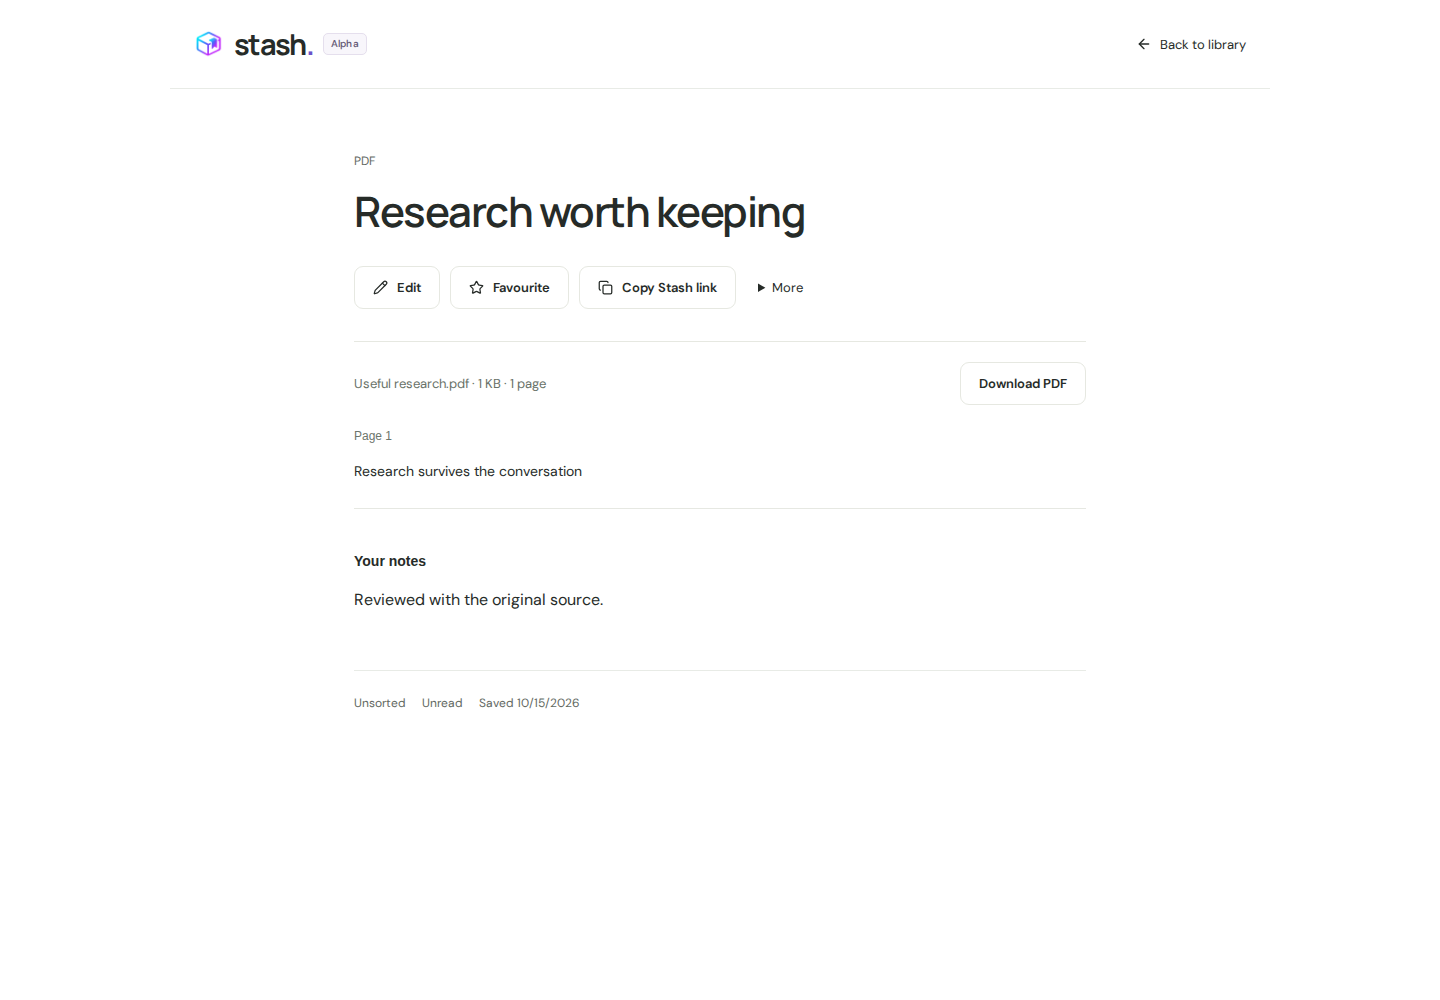 stash. Alpha
Back to library
PDF
Research worth keeping
Edit Favourite Copy Stash link More
Useful research.pdf · 1 KB · 1 page Download PDF
Page 1
Research survives the conversation
Your notes
Reviewed with the original source.
Unsorted Unread Saved 10/15/2026